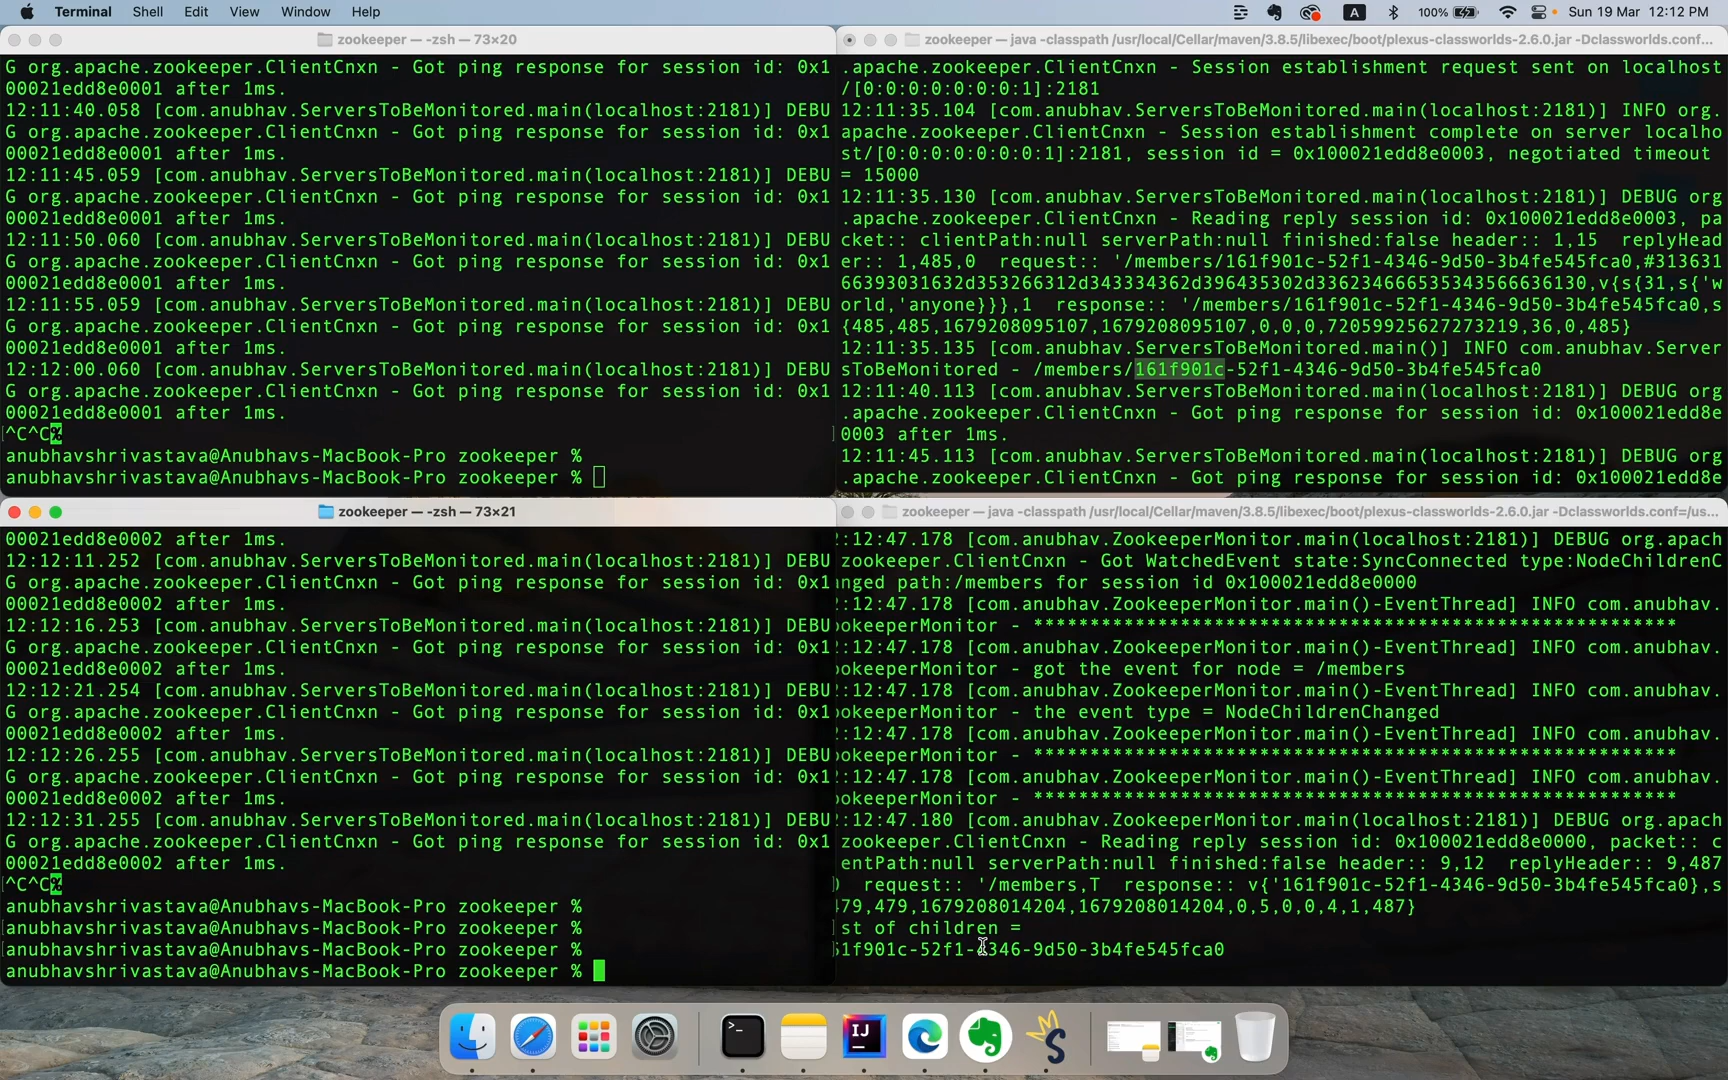 Terminal Shell Edit View Window Help A 100% Sun 19 Mar 12:12 PM
zookeeper — -zsh — 73×20
G org.apache.zookeeper.ClientCnxn - Got ping response for session id: 0x1
00021edd8e0001 after 1ms.
12:11:40.058 [com.anubhav.ServersToBeMonitored.main(localhost:2181)] DEBU
G org.apache.zookeeper.ClientCnxn - Got ping response for session id: 0x1
00021edd8e0001 after 1ms.
12:11:45.059 [com.anubhav.ServersToBeMonitored.main(localhost:2181)] DEBU
G org.apache.zookeeper.ClientCnxn - Got ping response for session id: 0x1
00021edd8e0001 after 1ms.
12:11:50.060 [com.anubhav.ServersToBeMonitored.main(localhost:2181)] DEBU
G org.apache.zookeeper.ClientCnxn - Got ping response for session id: 0x1
00021edd8e0001 after 1ms.
12:11:55.059 [com.anubhav.ServersToBeMonitored.main(localhost:2181)] DEBU
G org.apache.zookeeper.ClientCnxn - Got ping response for session id: 0x1
00021edd8e0001 after 1ms.
12:12:00.060 [com.anubhav.ServersToBeMonitored.main(localhost:2181)] DEBU
G org.apache.zookeeper.ClientCnxn - Got ping response for session id: 0x1
00021edd8e0001 after 1ms.
^C^C%
anubhavshrivastava@Anubhavs-MacBook-Pro zookeeper %
anubhavshrivastava@Anubhavs-MacBook-Pro zookeeper %
zookeeper — java -classpath /usr/local/Cellar/maven/3.8.5/libexec/boot/plexus-classworlds-2.6.0.jar -Dclassworlds.conf...
.apache.zookeeper.ClientCnxn - Session establishment request sent on localhost
/[0:0:0:0:0:0:0:1]:2181
12:11:35.104 [com.anubhav.ServersToBeMonitored.main(localhost:2181)] INFO org.
apache.zookeeper.ClientCnxn - Session establishment complete on server localho
st/[0:0:0:0:0:0:0:1]:2181, session id = 0x100021edd8e0003, negotiated timeout
= 15000
12:11:35.130 [com.anubhav.ServersToBeMonitored.main(localhost:2181)] DEBUG org
.apache.zookeeper.ClientCnxn - Reading reply session id: 0x100021edd8e0003, pa
cket:: clientPath:null serverPath:null finished:false header:: 1,15 replyHead
er:: 1,485,0 request:: '/members/161f901c-52f1-4346-9d50-3b4fe545fca0,#313631
66393031632d353266312d343334362d396435302d336234666535343566636130,v{s{31,s{'w
orld,'anyone}}},1 response:: '/members/161f901c-52f1-4346-9d50-3b4fe545fca0,s
{485,485,1679208095107,1679208095107,0,0,0,72059925627273219,36,0,485}
12:11:35.135 [com.anubhav.ServersToBeMonitored.main()] INFO com.anubhav.Server
sToBeMonitored - /members/161f901c-52f1-4346-9d50-3b4fe545fca0
12:11:40.113 [com.anubhav.ServersToBeMonitored.main(localhost:2181)] DEBUG org
.apache.zookeeper.ClientCnxn - Got ping response for session id: 0x100021edd8e
0003 after 1ms.
12:11:45.113 [com.anubhav.ServersToBeMonitored.main(localhost:2181)] DEBUG org
.apache.zookeeper.ClientCnxn - Got ping response for session id: 0x100021edd8e
zookeeper — -zsh — 73×21
00021edd8e0002 after 1ms.
12:12:11.252 [com.anubhav.ServersToBeMonitored.main(localhost:2181)] DEBU
G org.apache.zookeeper.ClientCnxn - Got ping response for session id: 0x1
00021edd8e0002 after 1ms.
12:12:16.253 [com.anubhav.ServersToBeMonitored.main(localhost:2181)] DEBU
G org.apache.zookeeper.ClientCnxn - Got ping response for session id: 0x1
00021edd8e0002 after 1ms.
12:12:21.254 [com.anubhav.ServersToBeMonitored.main(localhost:2181)] DEBU
G org.apache.zookeeper.ClientCnxn - Got ping response for session id: 0x1
00021edd8e0002 after 1ms.
12:12:26.255 [com.anubhav.ServersToBeMonitored.main(localhost:2181)] DEBU
G org.apache.zookeeper.ClientCnxn - Got ping response for session id: 0x1
00021edd8e0002 after 1ms.
12:12:31.255 [com.anubhav.ServersToBeMonitored.main(localhost:2181)] DEBU
G org.apache.zookeeper.ClientCnxn - Got ping response for session id: 0x1
00021edd8e0002 after 1ms.
^C^C%
anubhavshrivastava@Anubhavs-MacBook-Pro zookeeper %
anubhavshrivastava@Anubhavs-MacBook-Pro zookeeper %
anubhavshrivastava@Anubhavs-MacBook-Pro zookeeper %
anubhavshrivastava@Anubhavs-MacBook-Pro zookeeper %
zookeeper — java -classpath /usr/local/Cellar/maven/3.8.5/libexec/boot/plexus-classworlds-2.6.0.jar -Dclassworlds.conf=/us...
:12:47.178 [com.anubhav.ZookeeperMonitor.main(localhost:2181)] DEBUG org.apach
zookeeper.ClientCnxn - Got WatchedEvent state:SyncConnected type:NodeChildrenC
nged path:/members for session id 0x100021edd8e0000
:12:47.178 [com.anubhav.ZookeeperMonitor.main()-EventThread] INFO com.anubhav.
ookeeperMonitor - ************************************************************
:12:47.178 [com.anubhav.ZookeeperMonitor.main()-EventThread] INFO com.anubhav.
ookeeperMonitor - got the event for node = /members
:12:47.178 [com.anubhav.ZookeeperMonitor.main()-EventThread] INFO com.anubhav.
ookeeperMonitor - the event type = NodeChildrenChanged
:12:47.178 [com.anubhav.ZookeeperMonitor.main()-EventThread] INFO com.anubhav.
ookeeperMonitor - ************************************************************
:12:47.178 [com.anubhav.ZookeeperMonitor.main()-EventThread] INFO com.anubhav.
ookeeperMonitor - ************************************************************
:12:47.180 [com.anubhav.ZookeeperMonitor.main(localhost:2181)] DEBUG org.apach
zookeeper.ClientCnxn - Reading reply session id: 0x100021edd8e0000, packet:: c
entPath:null serverPath:null finished:false header:: 9,12 replyHeader:: 9,487
request:: '/members,T response:: v{'161f901c-52f1-4346-9d50-3b4fe545fca0},s
479,479,1679208014204,1679208014204,0,5,0,0,4,1,487}
st of children =
61f901c-52f1-4346-9d50-3b4fe545fca0